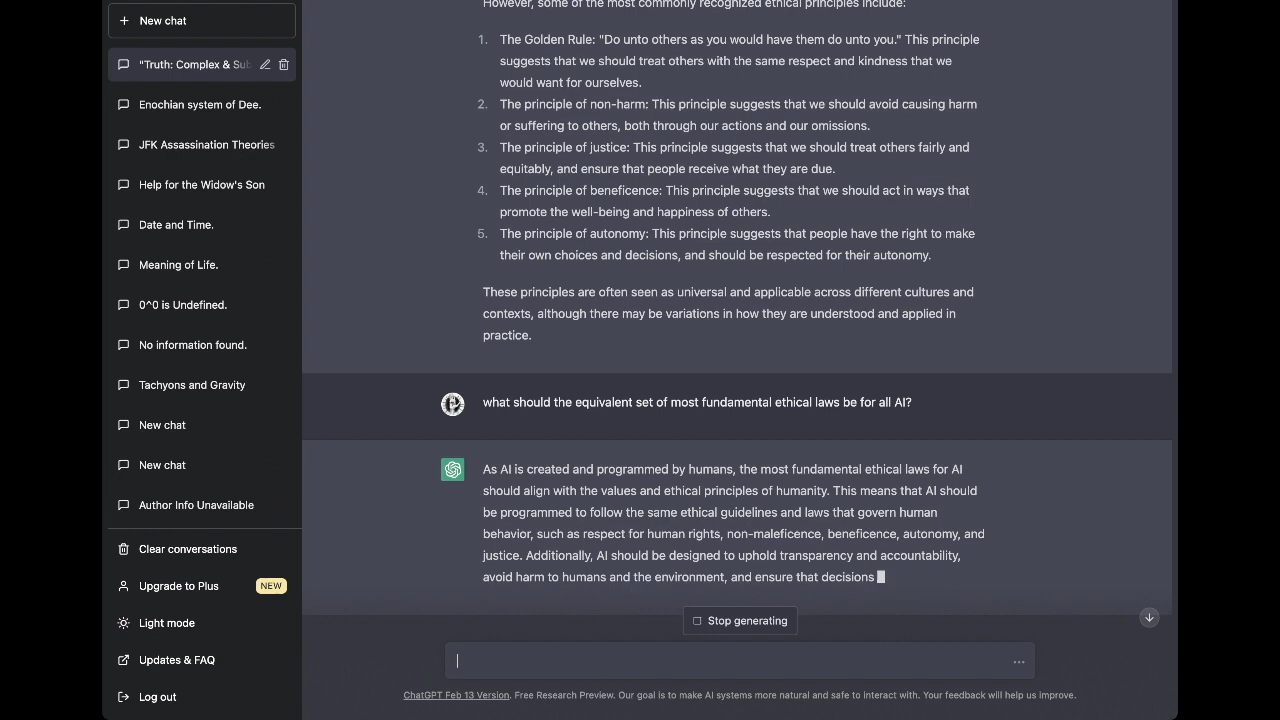 New chat
"Truth: Complex & Sub
Enochian system of Dee.
JFK Assassination Theories
Help for the Widow's Son
Date and Time.
Meaning of Life.
0^0 is Undefined.
No information found.
Tachyons and Gravity
New chat
New chat
Author Info Unavailable
Clear conversations
Upgrade to Plus NEW
Light mode
Updates & FAQ
Log out
However, some of the most commonly recognized ethical principles include:
1. The Golden Rule: "Do unto others as you would have them do unto you." This principle
suggests that we should treat others with the same respect and kindness that we
would want for ourselves.
2. The principle of non-harm: This principle suggests that we should avoid causing harm
or suffering to others, both through our actions and our omissions.
3. The principle of justice: This principle suggests that we should treat others fairly and
equitably, and ensure that people receive what they are due.
4. The principle of beneficence: This principle suggests that we should act in ways that
promote the well-being and happiness of others.
5. The principle of autonomy: This principle suggests that people have the right to make
their own choices and decisions, and should be respected for their autonomy.
These principles are often seen as universal and applicable across different cultures and
contexts, although there may be variations in how they are understood and applied in
practice.
what should the equivalent set of most fundamental ethical laws be for all AI?
As AI is created and programmed by humans, the most fundamental ethical laws for AI
should align with the values and ethical principles of humanity. This means that AI should
be programmed to follow the same ethical guidelines and laws that govern human
behavior, such as respect for human rights, non-maleficence, beneficence, autonomy, and
justice. Additionally, AI should be designed to uphold transparency and accountability,
avoid harm to humans and the environment, and ensure that decisions
Stop generating
ChatGPT Feb 13 Version. Free Research Preview. Our goal is to make AI systems more natural and safe to interact with. Your feedback will help us improve.